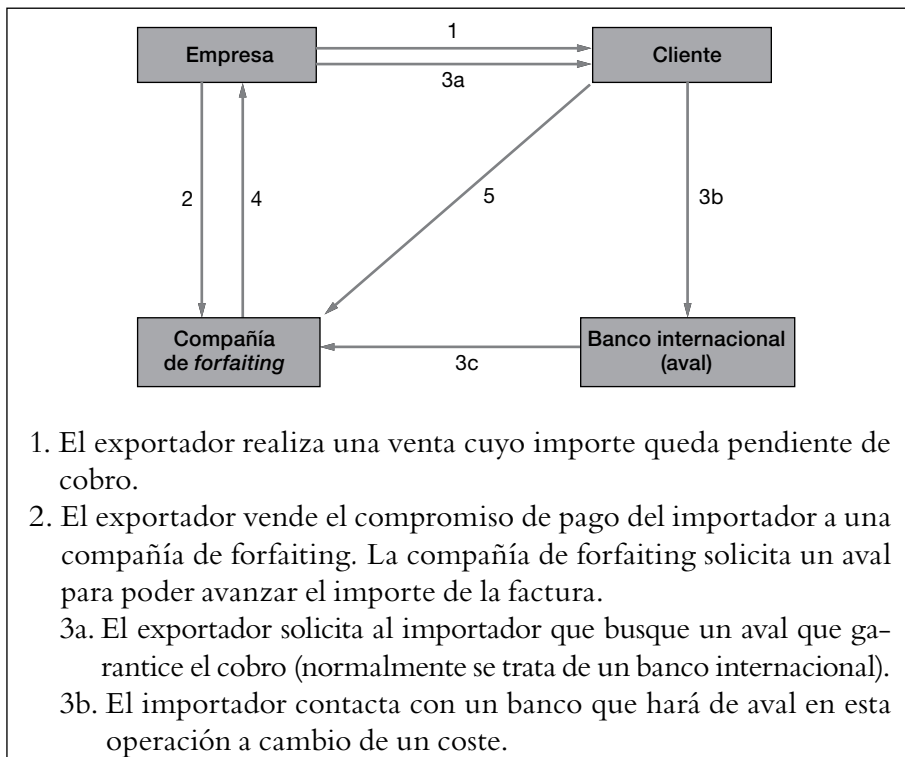 1
Empresa
Cliente
3a
2
4
5
3b
Compañía
de forfaiting
Banco internacional
(aval)
3c
1. El exportador realiza una venta cuyo importe queda pendiente de
cobro.
2. El exportador vende el compromiso de pago del importador a una
compañía de forfaiting. La compañía de forfaiting solicita un aval
para poder avanzar el importe de la factura.
3a. El exportador solicita al importador que busque un aval que ga-
rantice el cobro (normalmente se trata de un banco internacional).
3b. El importador contacta con un banco que hará de aval en esta
operación a cambio de un coste.